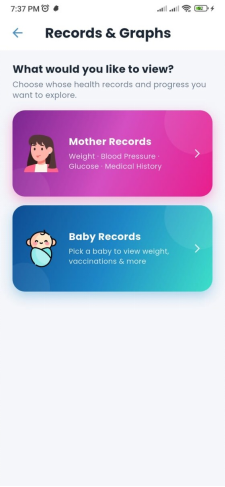 7:37 PM
Records & Graphs
What would you like to view?
Choose whose health records and progress you
want to explore.
Mother Records
Weight · Blood Pressure ·
Glucose · Medical History
Baby Records
Pick a baby to view weight,
vaccinations & more